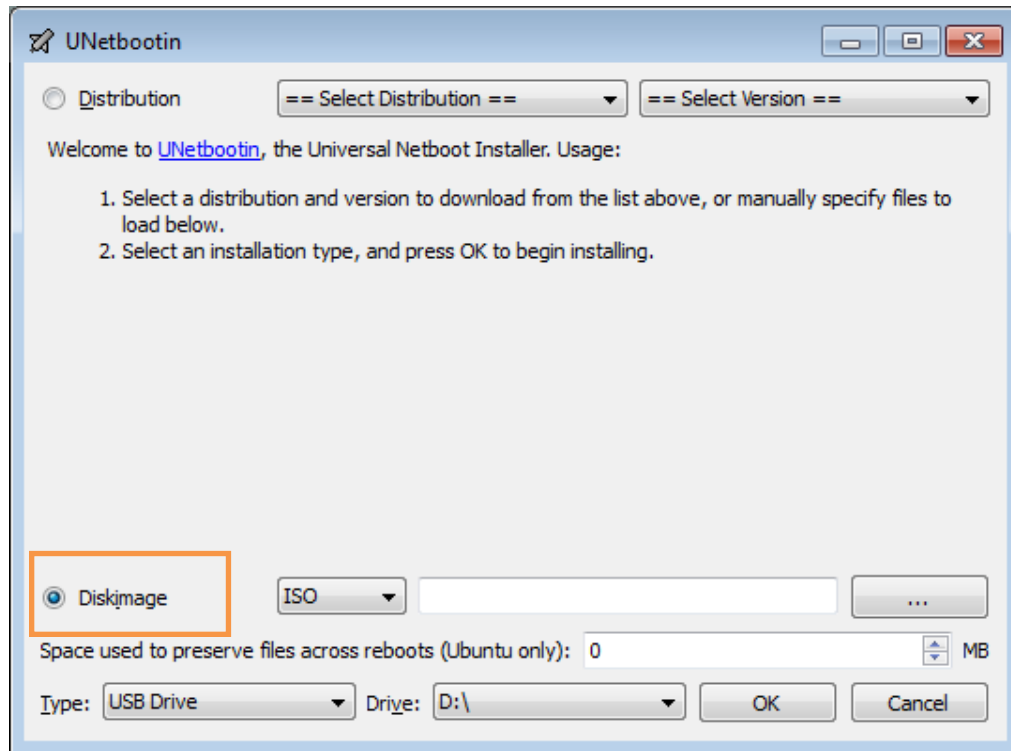 UNetbootin
Distribution == Select Distribution == == Select Version ==
Welcome to UNetbootin, the Universal Netboot Installer. Usage:
1. Select a distribution and version to download from the list above, or manually specify files to
load below.
2. Select an installation type, and press OK to begin installing.
Diskimage ISO ...
Space used to preserve files across reboots (Ubuntu only): 0 MB
Type: USB Drive Drive: D:\ OK Cancel